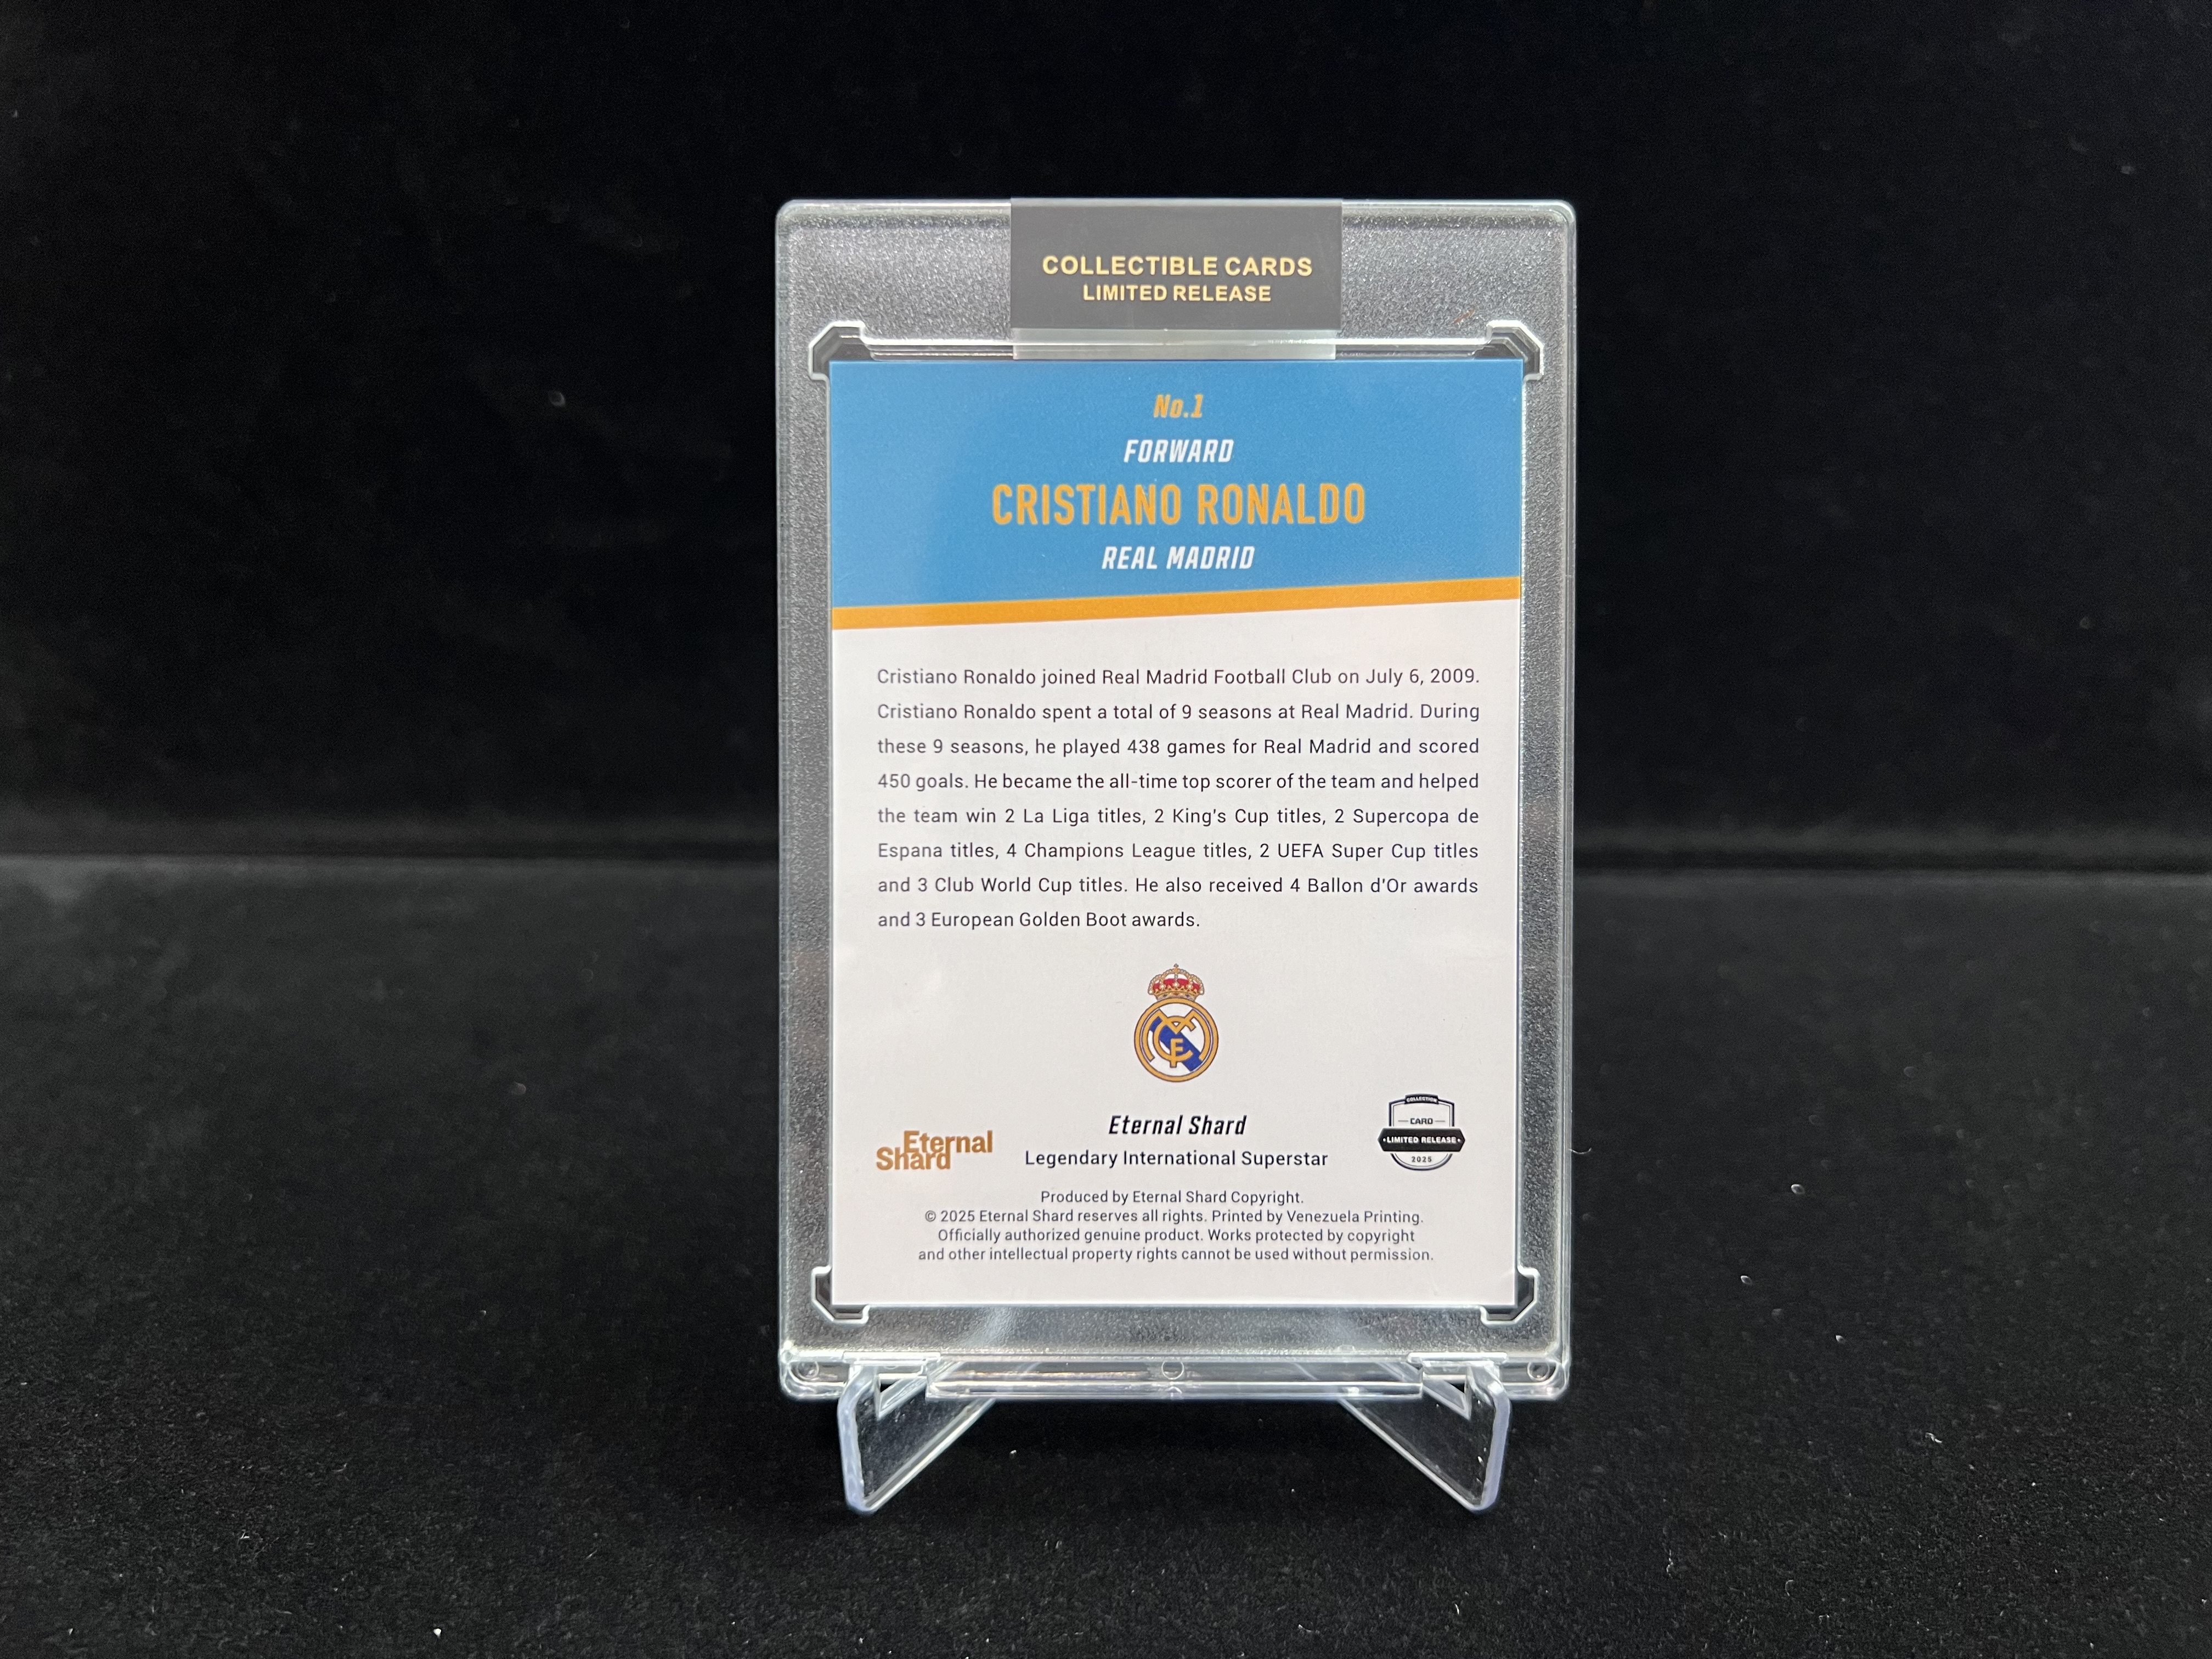 COLLECTIBLE CARDS
LIMITED RELEASE
No.1
FORWARD
CRISTIANO RONALDO
REAL MADRID
Cristiano Ronaldo joined Real Madrid Football Club on July 6, 2009.
Cristiano Ronaldo spent a total of 9 seasons at Real Madrid. During
these 9 seasons, he played 438 games for Real Madrid and scored
450 goals. He became the all-time top scorer of the team and helped
the team win 2 La Liga titles, 2 King's Cup titles, 2 Supercopa de
Espana titles, 4 Champions League titles, 2 UEFA Super Cup titles
and 3 Club World Cup titles. He also received 4 Ballon d'Or awards
and 3 European Golden Boot awards.
Eternal
Shard
Eternal Shard
Legendary International Superstar
COLLECTION
CARD
•LIMITED RELEASE•
2025
Produced by Eternal Shard Copyright.
© 2025 Eternal Shard reserves all rights. Printed by Venezuela Printing.
Officially authorized genuine product. Works protected by copyright
and other intellectual property rights cannot be used without permission.